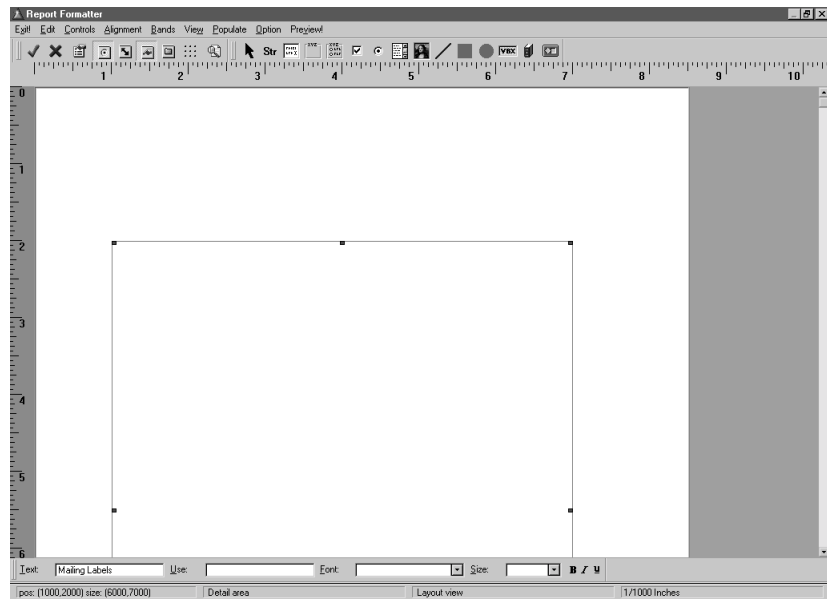 Report Formatter
Exit! Edit Controls Alignment Bands View Populate Option Preview!
Str VBX
1 2 3 4 5 6 7 8 9 10
0
1
2
3
4
5
6
Text: Mailing Labels Use: Font: Size: B I U
pos: (1000,2000) size: (6000,7000) Detail area Layout view 1/1000 Inches